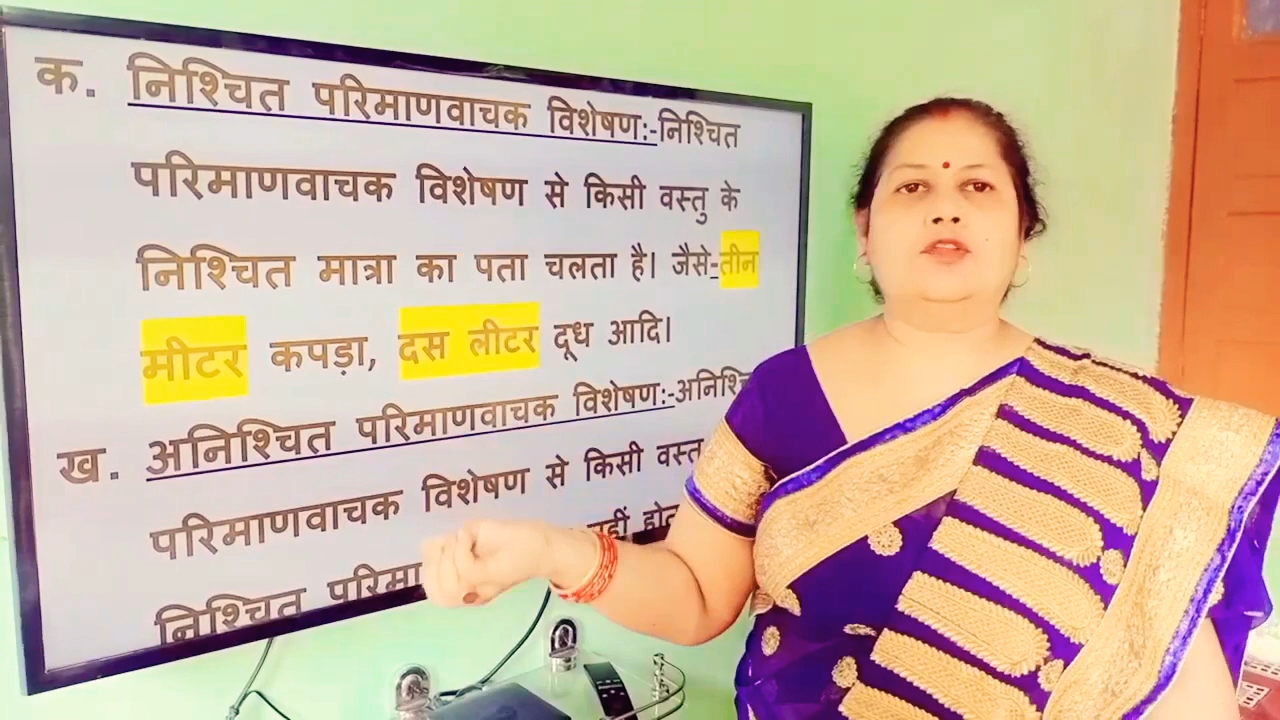 क. निश्चित परिमाणवाचक विशेषण:-निश्चित
परिमाणवाचक विशेषण से किसी वस्तु के
निश्चित मात्रा का पता चलता है। जैसे-तीन
मीटर कपड़ा, दस लीटर दूध आदि।
ख. अनिश्चित परिमाणवाचक विशेषण:-
परिमाणवाचक विशेषण से किसी
निश्चित